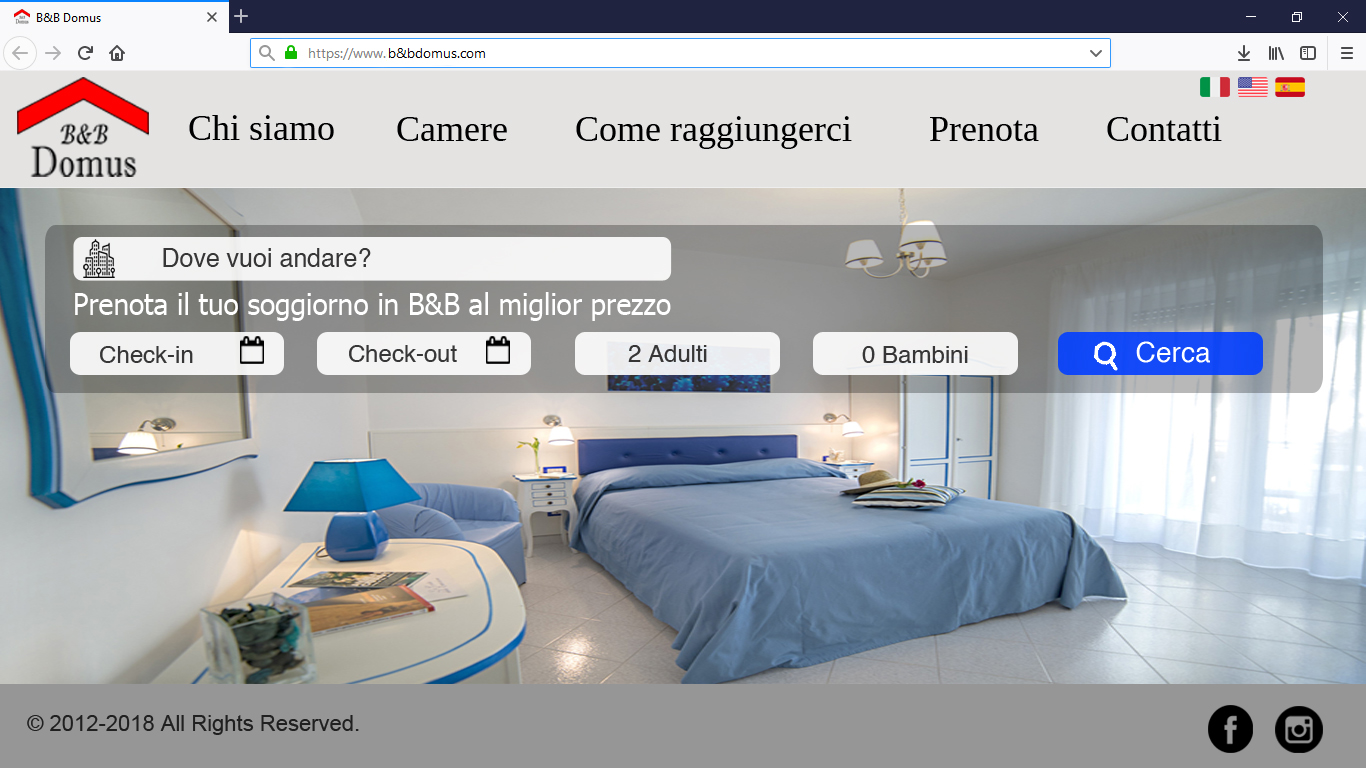 B&B Domus
https://www.b&bdomus.com
B&B
Domus
Chi siamo
Camere
Come raggiungerci
Prenota
Contatti
Dove vuoi andare?
Prenota il tuo soggiorno in B&B al miglior prezzo
Check-in
Check-out
2 Adulti
0 Bambini
Cerca
© 2012-2018 All Rights Reserved.